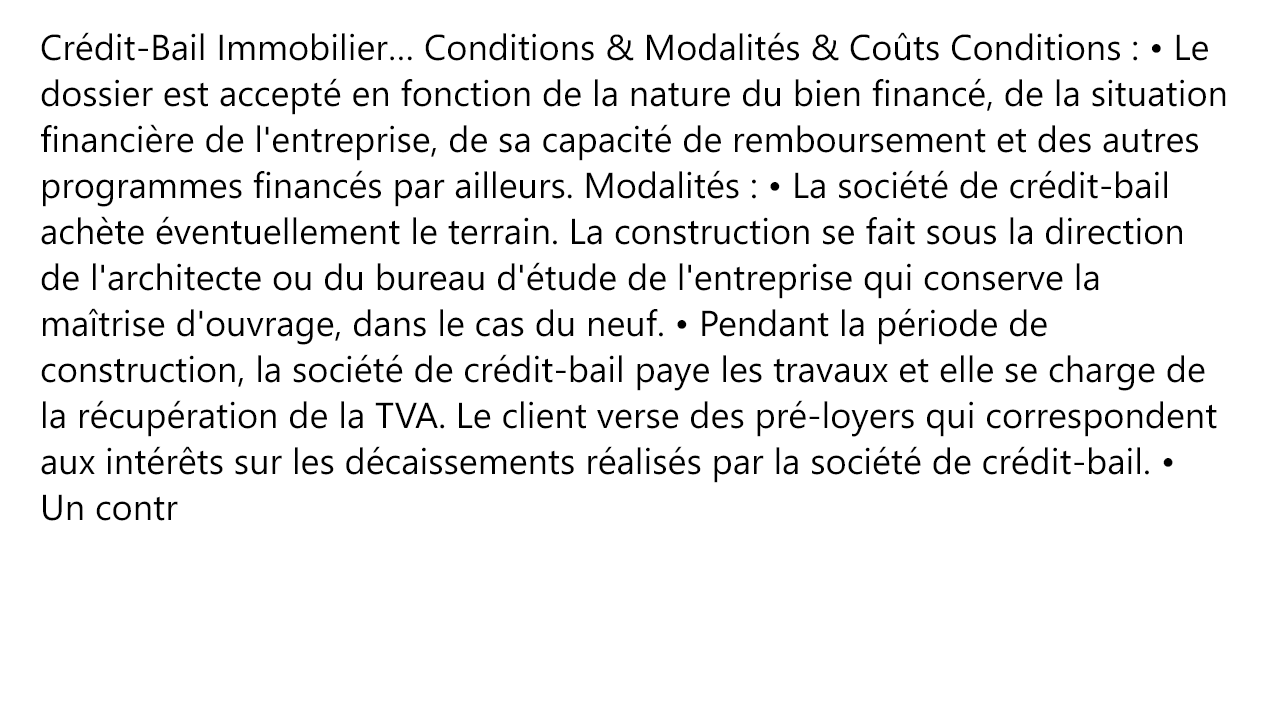 Crédit-Bail Immobilier... Conditions & Modalités & Coûts Conditions : • Le
dossier est accepté en fonction de la nature du bien financé, de la situation
financière de l'entreprise, de sa capacité de remboursement et des autres
programmes financés par ailleurs. Modalités : • La société de crédit-bail
achète éventuellement le terrain. La construction se fait sous la direction
de l'architecte ou du bureau d'étude de l'entreprise qui conserve la
maîtrise d'ouvrage, dans le cas du neuf. • Pendant la période de
construction, la société de crédit-bail paye les travaux et elle se charge de
la récupération de la TVA. Le client verse des pré-loyers qui correspondent
aux intérêts sur les décaissements réalisés par la société de crédit-bail. •
Un contr